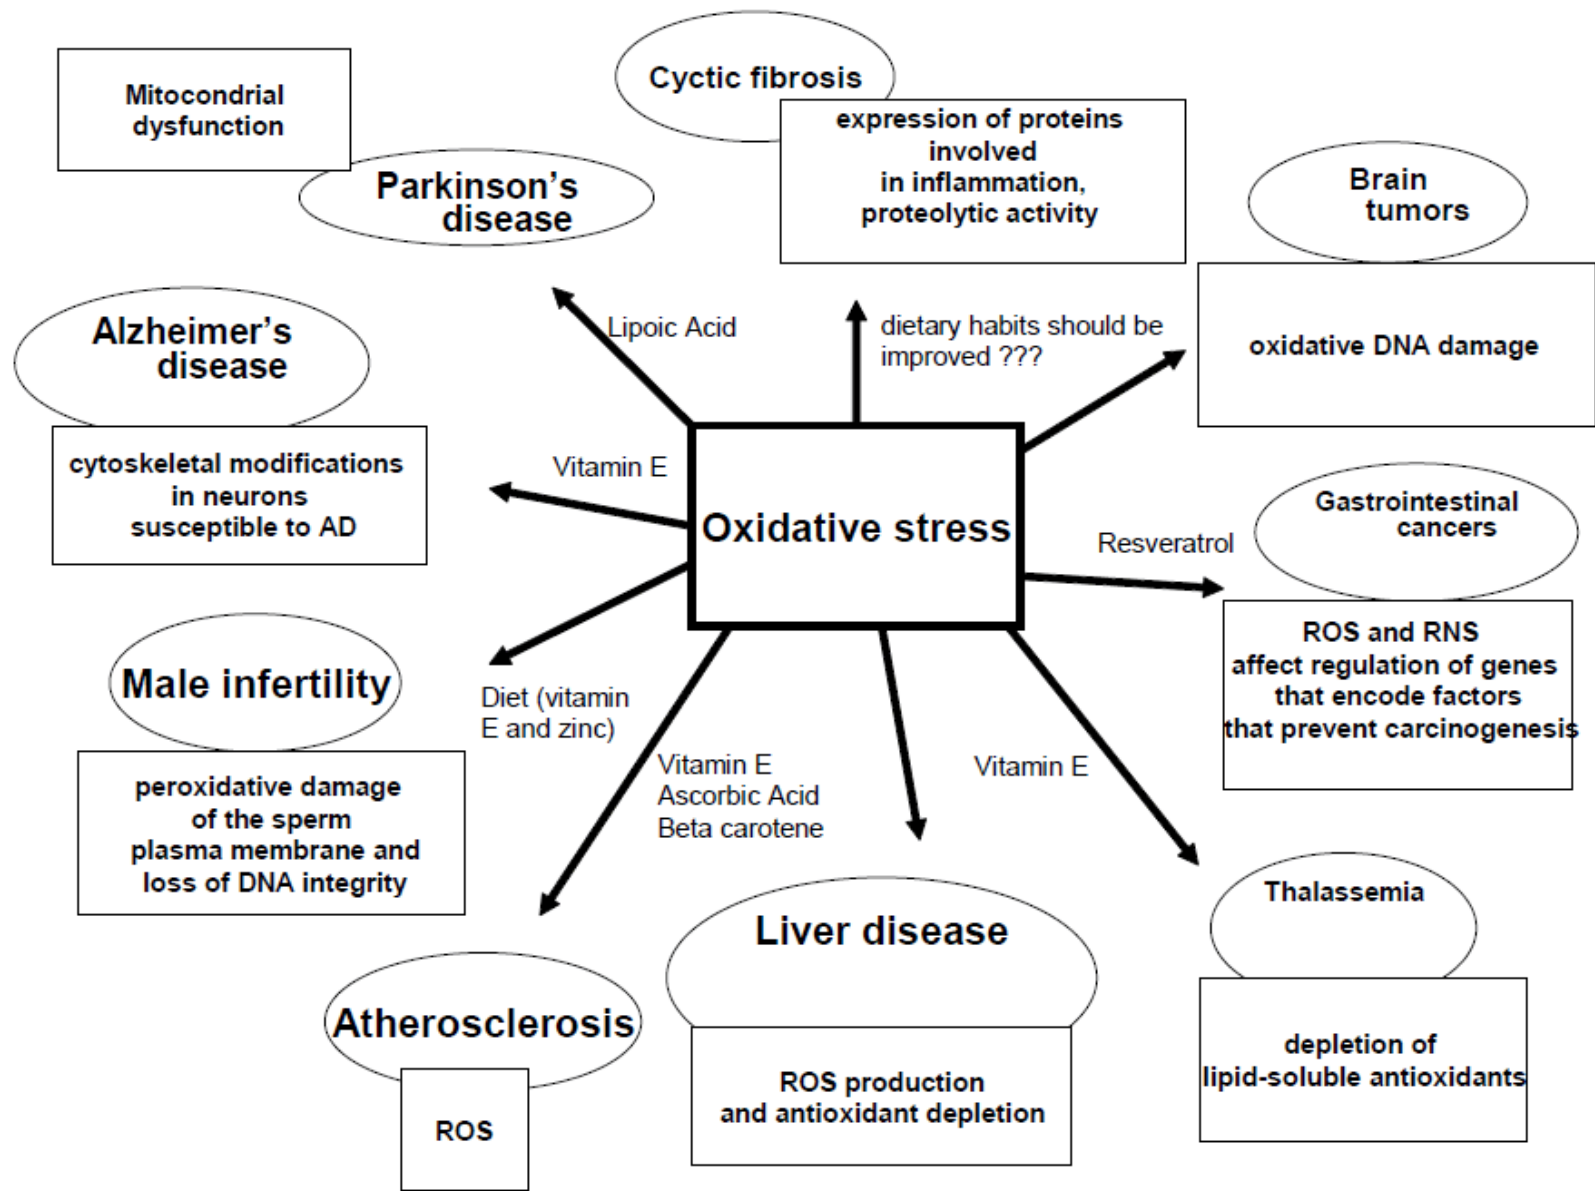 Cyctic fibrosis
Mitocondrial
dysfunction
expression of proteins
involved
in inflammation,
proteolytic activity
Parkinson's
disease
Brain
tumors
Lipoic Acid
dietary habits should be
improved ???
oxidative DNA damage
Alzheimer's
disease
cytoskeletal modifications
in neurons
susceptible to AD
Vitamin E
Oxidative stress
Resveratrol
Gastrointestinal
cancers
ROS and RNS
affect regulation of genes
that encode factors
that prevent carcinogenesis
Male infertility
Diet (vitamin
E and zinc)
peroxidative damage
of the sperm
plasma membrane and
loss of DNA integrity
Vitamin E
Ascorbic Acid
Beta carotene
Vitamin E
Thalassemia
depletion of
lipid-soluble antioxidants
Liver disease
ROS production
and antioxidant depletion
Atherosclerosis
ROS